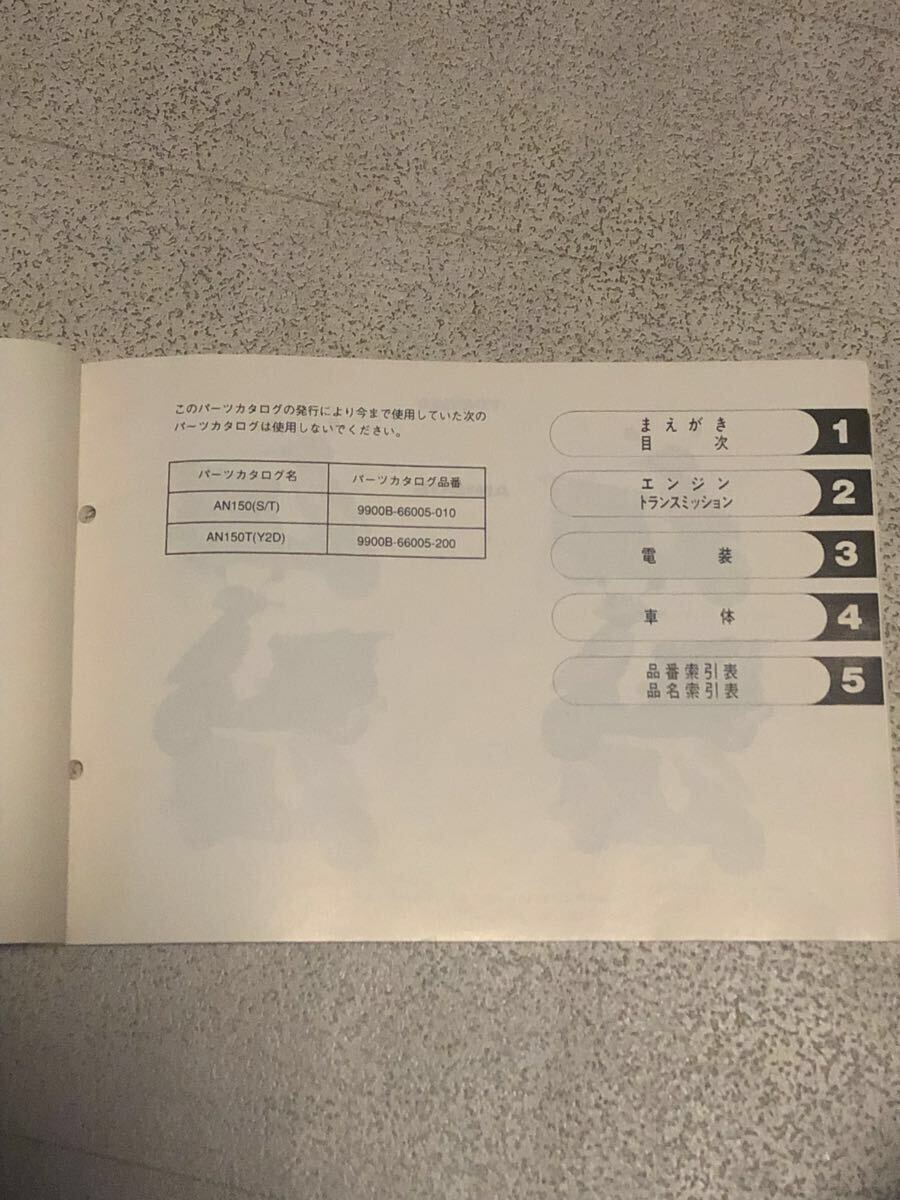 このパーツカタログの発行により今まで使用していた次の
パーツカタログは使用しないでください。
パーツカタログ名 パーツカタログ品番
AN150(S/T) 9900B-66005-010
AN150T(Y2D) 9900B-66005-200
まえがき
目次
1
エンジン
トランスミッション
2
電装
3
車体
4
品番索引表
品名索引表
5